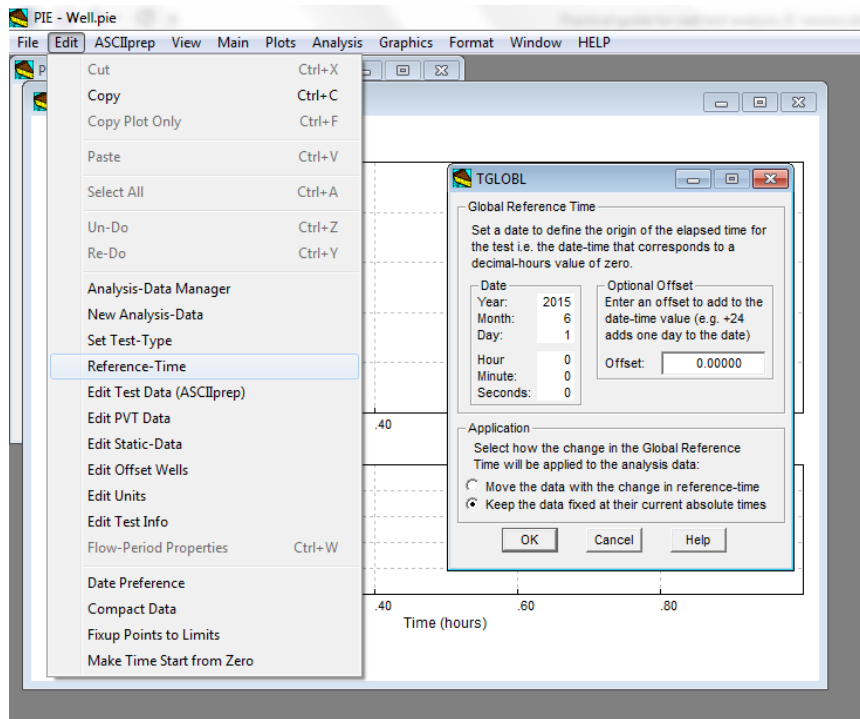 PIE - Well.pie
File Edit ASCIIprep View Main Plots Analysis Graphics Format Window HELP
P
Cut Ctrl+X
Copy Ctrl+C
Copy Plot Only Ctrl+F
Paste Ctrl+V
Select All Ctrl+A
Un-Do Ctrl+Z
Re-Do Ctrl+Y
Analysis-Data Manager
New Analysis-Data
Set Test-Type
Reference-Time
Edit Test Data (ASCIIprep)
Edit PVT Data
Edit Static-Data
Edit Offset Wells
Edit Units
Edit Test Info
Flow-Period Properties Ctrl+W
Date Preference
Compact Data
Fixup Points to Limits
Make Time Start from Zero
TGLOBL
Global Reference Time
Set a date to define the origin of the elapsed time for
the test i.e. the date-time that corresponds to a
decimal-hours value of zero.
Date
Year: 2015
Month: 6
Day: 1
Hour 0
Minute: 0
Seconds: 0
Optional Offset
Enter an offset to add to the
date-time value (e.g. +24
adds one day to the date)
Offset: 0.00000
Application
Select how the change in the Global Reference
Time will be applied to the analysis data:
Move the data with the change in reference-time
Keep the data fixed at their current absolute times
OK Cancel Help
.40
.40 .60 .80
Time (hours)